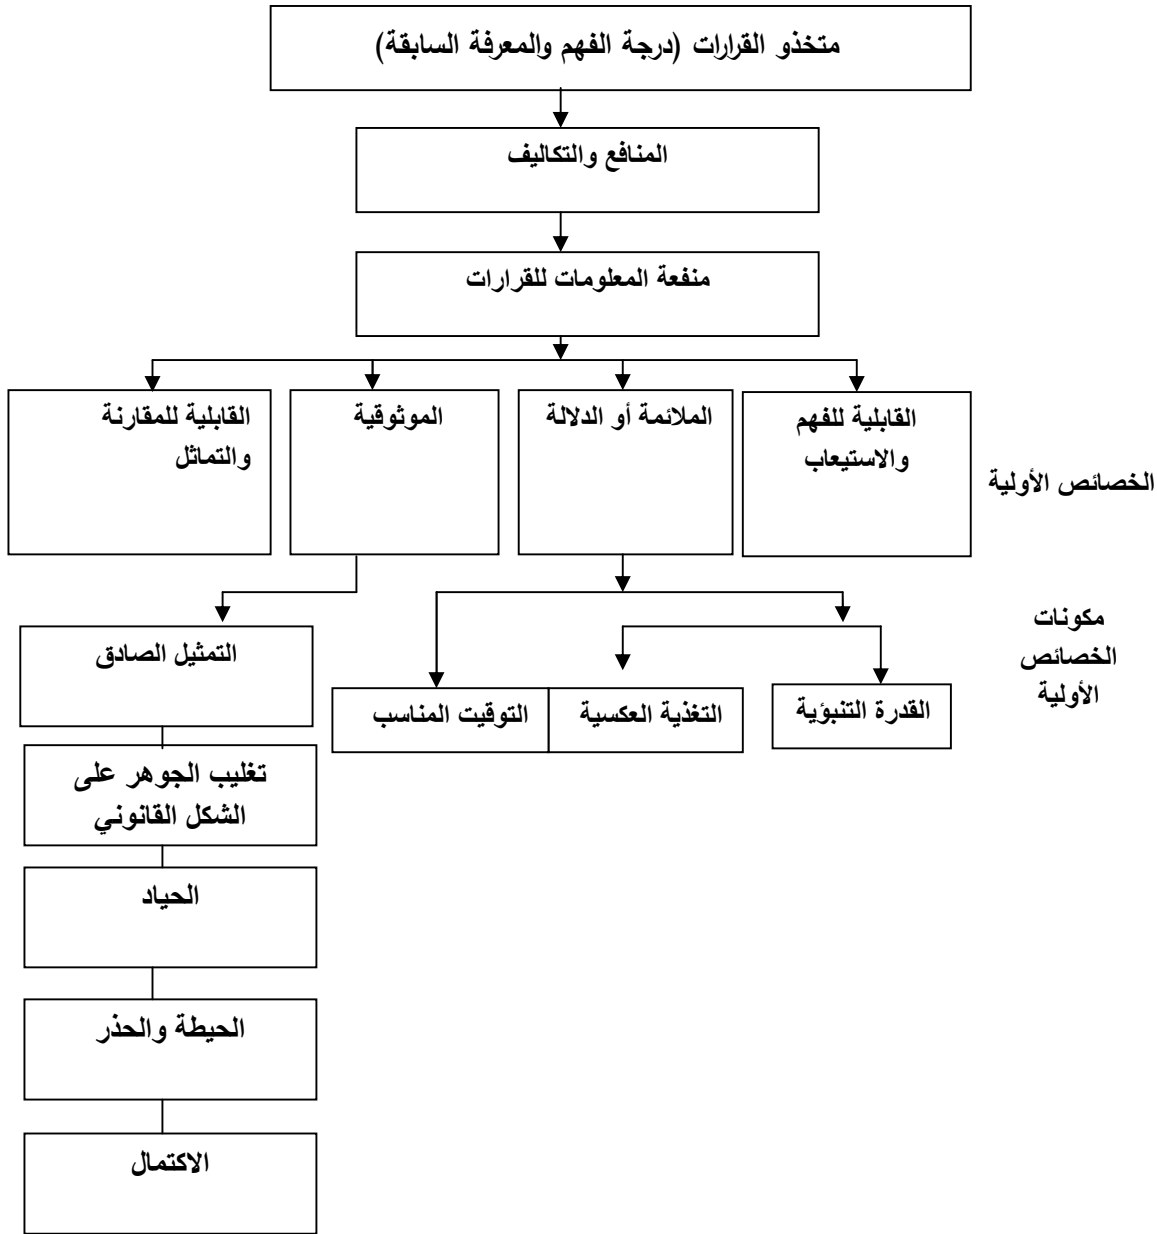 متخذو القرارات (درجة الفهم والمعرفة السابقة)
المنافع والتكاليف
منفعة المعلومات للقرارات
القابلية للفهم
والاستيعاب
الملائمة أو الدلالة
الموثوقية
القابلية للمقارنة
والتماثل
الخصائص الأولية
مكونات
الخصائص
الأولية
القدرة التنبؤية
التغذية العكسية
التوقيت المناسب
التمثيل الصادق
تغليب الجوهر على
الشكل القانوني
الحياد
الحيطة والحذر
الاكتمال